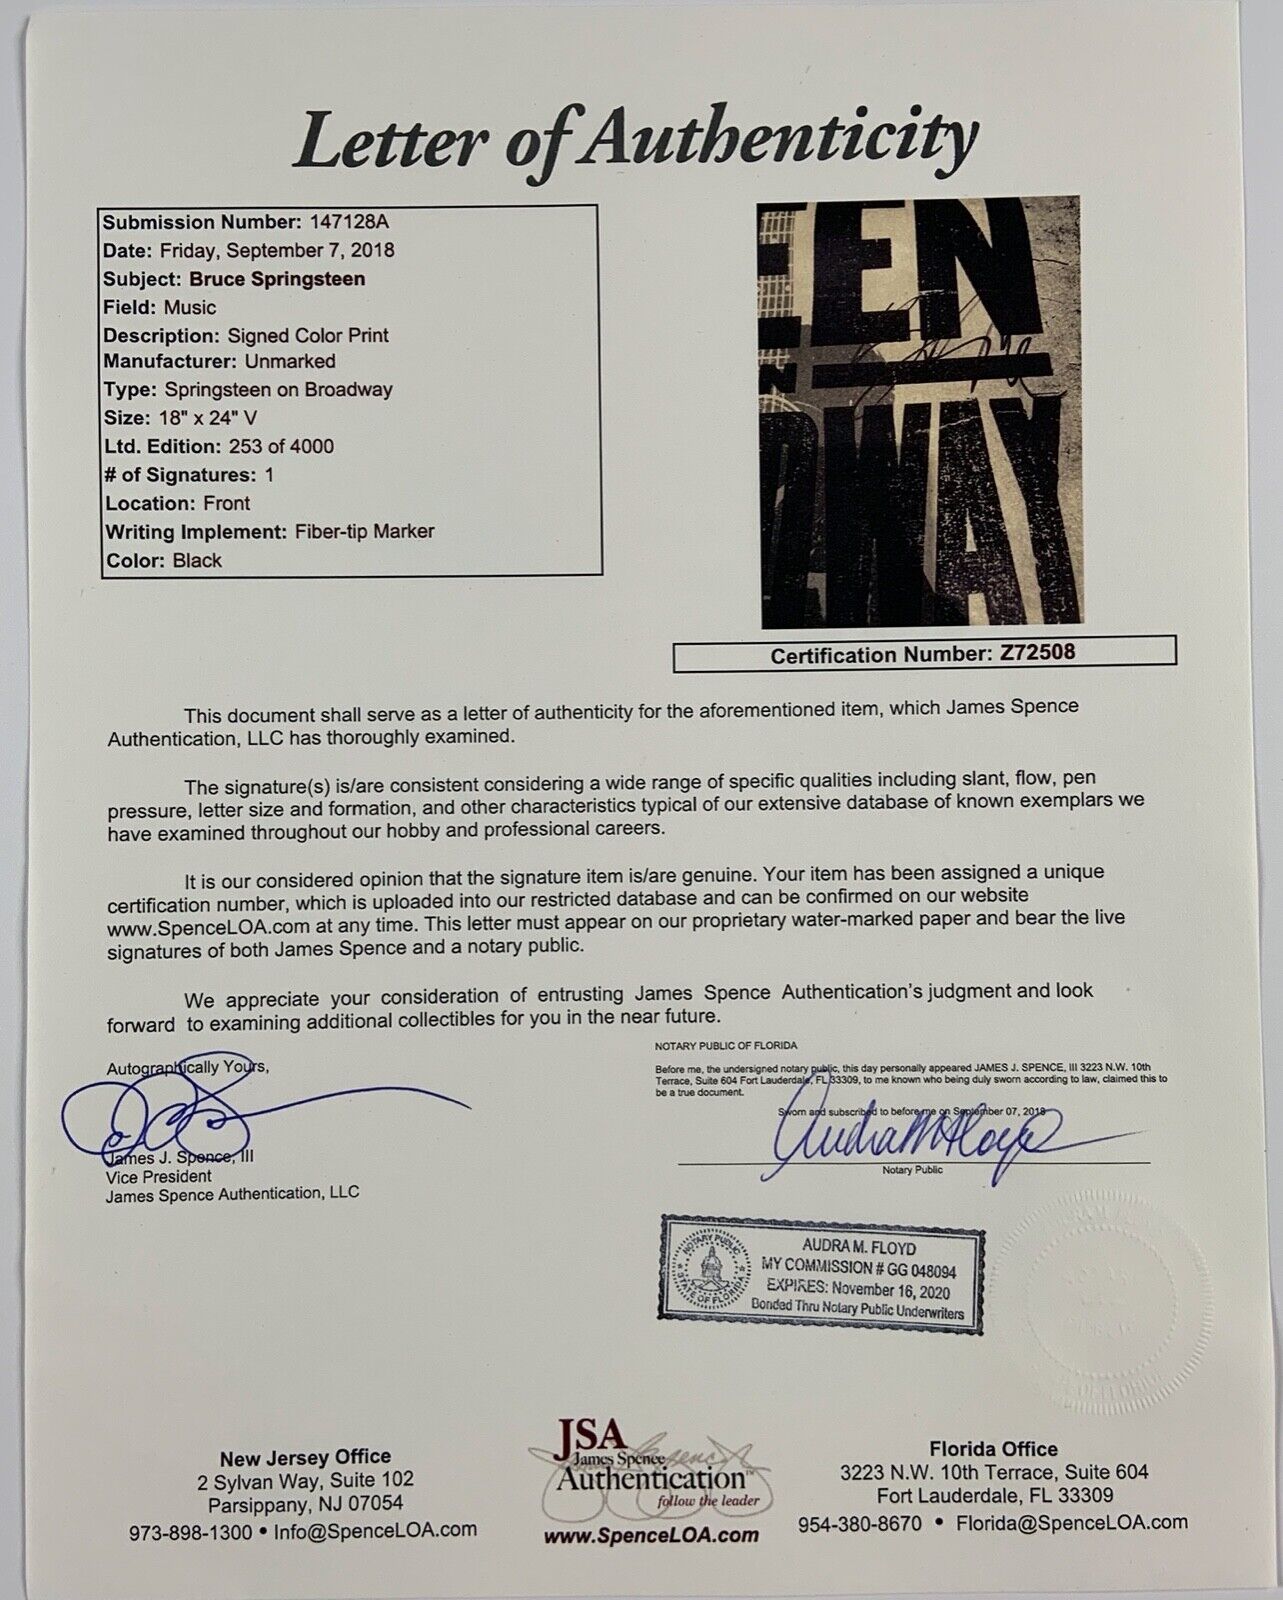 Letter of Authenticity
Submission Number: 147128A
Date: Friday, September 7, 2018
Subject: Bruce Springsteen
Field: Music
Description: Signed Color Print
Manufacturer: Unmarked
Type: Springsteen on Broadway
Size: 18" x 24" V
Ltd. Edition: 253 of 4000
# of Signatures: 1
Location: Front
Writing Implement: Fiber-tip Marker
Color: Black
EEN
N
DWAY
Certification Number: Z72508
This document shall serve as a letter of authenticity for the aforementioned item, which James Spence
Authentication, LLC has thoroughly examined.
The signature(s) is/are consistent considering a wide range of specific qualities including slant, flow, pen
pressure, letter size and formation, and other characteristics typical of our extensive database of known exemplars we
have examined throughout our hobby and professional careers.
It is our considered opinion that the signature item is/are genuine. Your item has been assigned a unique
certification number, which is uploaded into our restricted database and can be confirmed on our website
www.SpenceLOA.com at any time. This letter must appear on our proprietary water-marked paper and bear the live
signatures of both James Spence and a notary public.
We appreciate your consideration of entrusting James Spence Authentication's judgment and look
forward to examining additional collectibles for you in the near future.
Autographically Yours,
James J. Spence, III
Vice President
James Spence Authentication, LLC
NOTARY PUBLIC OF FLORIDA
Before me, the undersigned notary public, this day personally appeared JAMES J. SPENCE, III 3223 N.W. 10th
Terrace, Suite 604 Fort Lauderdale, FL 33309, to me known who being duly sworn according to law, claimed this to
be a true document.
Sworn and subscribed to before me on September 07, 2018
Audra M Floyd
Notary Public
NOTARY PUBLIC
STATE OF FLORIDA
AUDRA M. FLOYD
MY COMMISSION # GG 048094
EXPIRES: November 16, 2020
Bonded Thru Notary Public Underwriters
New Jersey Office
2 Sylvan Way, Suite 102
Parsippany, NJ 07054
973-898-1300 • Info@SpenceLOA.com
JSA
James Spence
Authentication™
follow the leader
www.SpenceLOA.com
Florida Office
3223 N.W. 10th Terrace, Suite 604
Fort Lauderdale, FL 33309
954-380-8670 • Florida@SpenceLOA.com